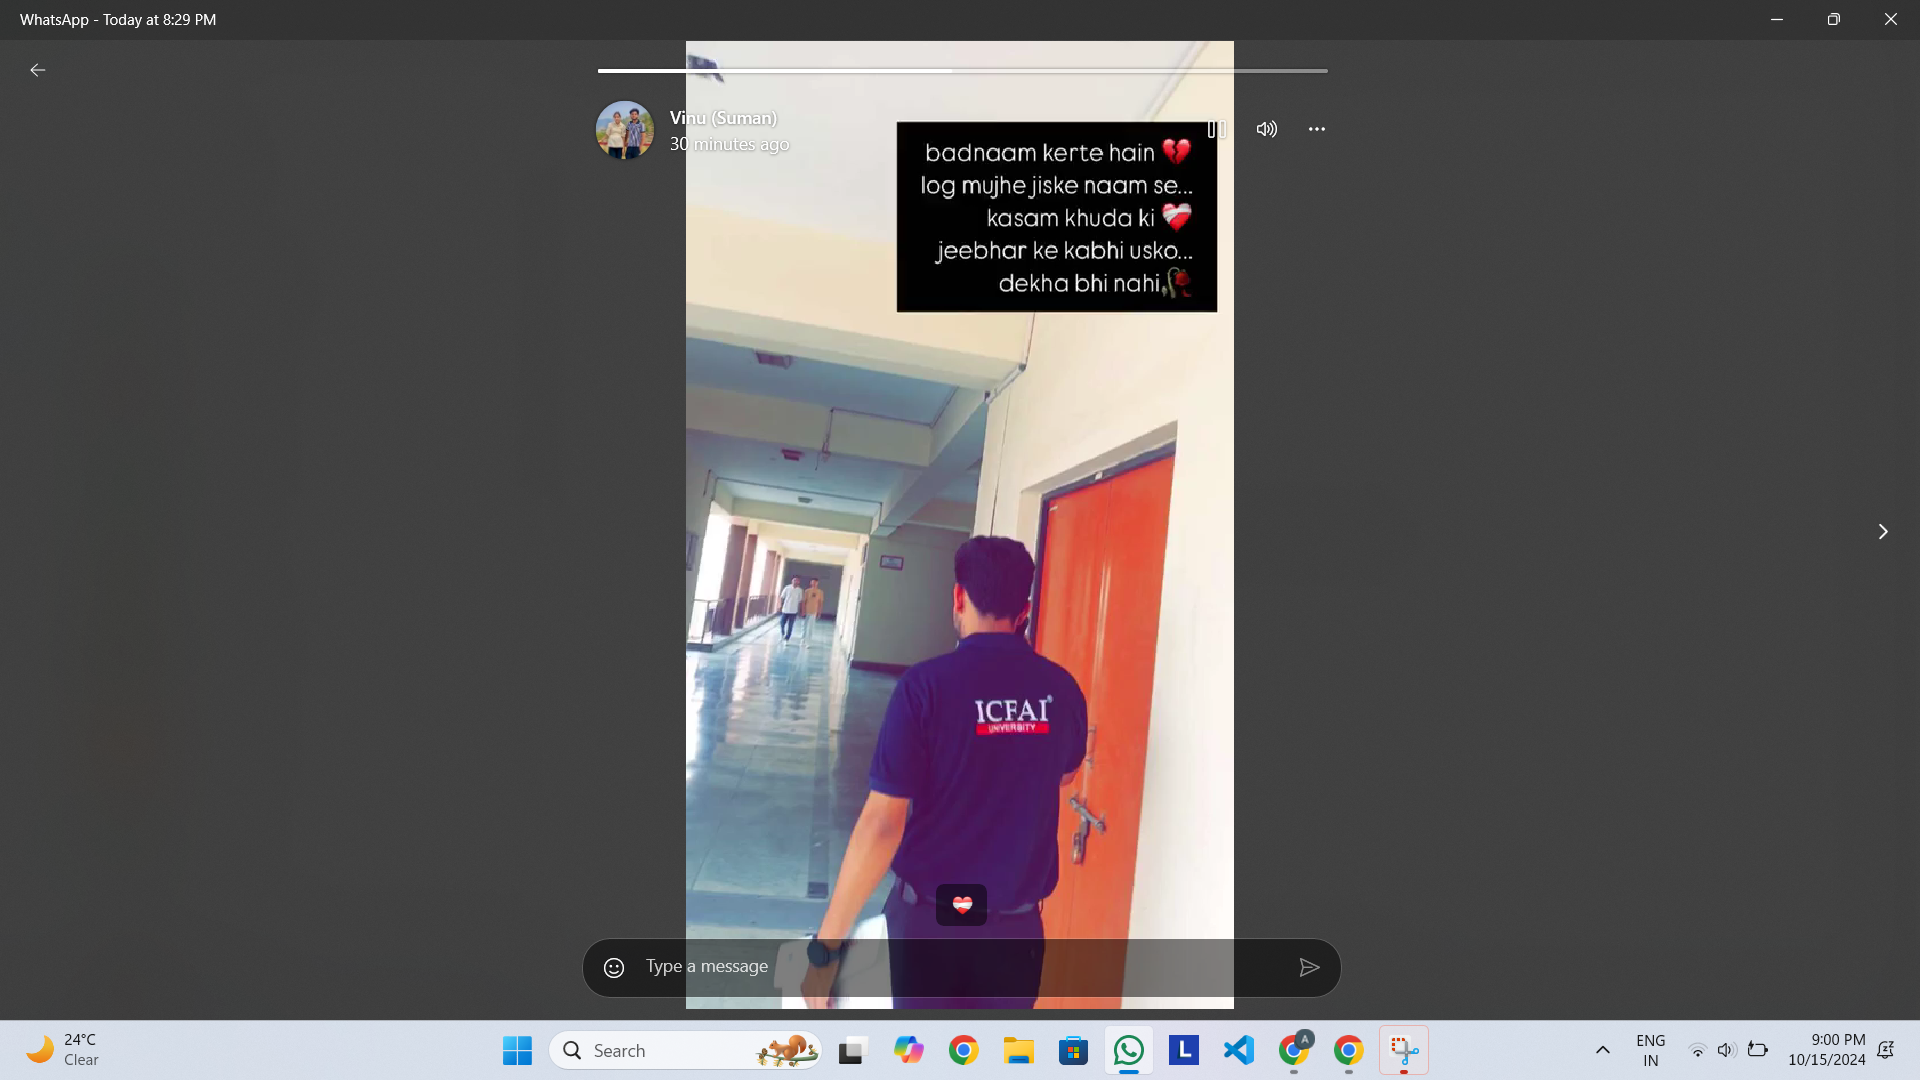 WhatsApp - Today at 8:29 PM
Vinu (Suman)
30 minutes ago
badnaam kerte hain 💔
log mujhe jiske naam se...
kasam khuda ki ❤️‍🩹
jeebhar ke kabhi usko...
dekha bhi nahi.🥀
ICFAI®
UNIVERSITY
❤️‍🩹
Type a message
24°C
Clear
Search
L
A
ENG
IN
9:00 PM
10/15/2024